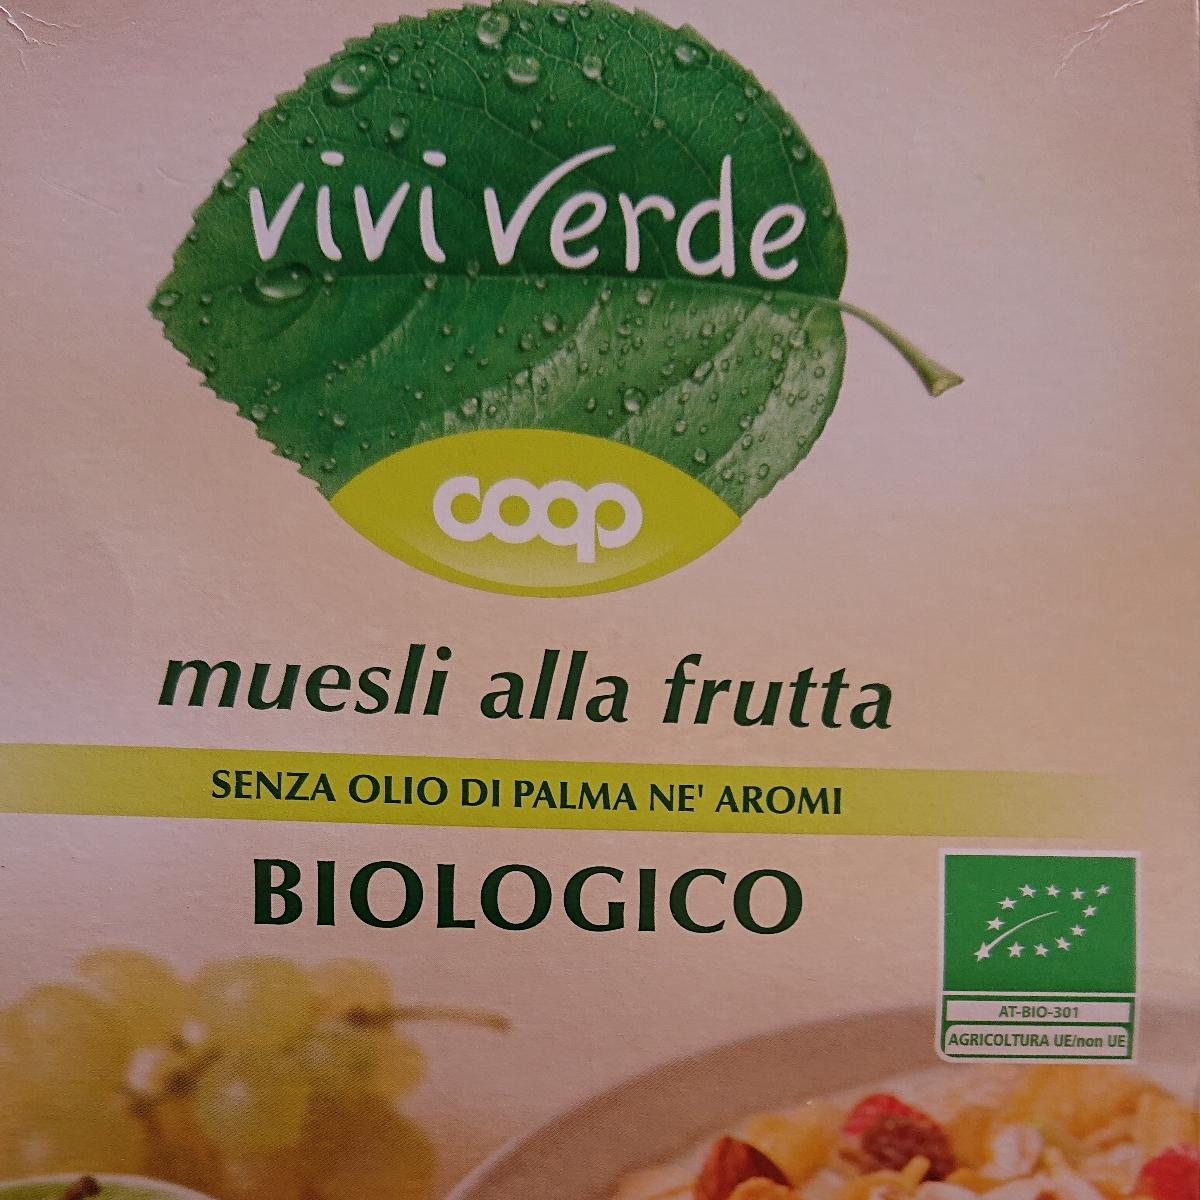 vivi verde
coop
muesli alla frutta
SENZA OLIO DI PALMA NE' AROMI
BIOLOGICO
AT-BIO-301
AGRICOLTURA UE/non UE